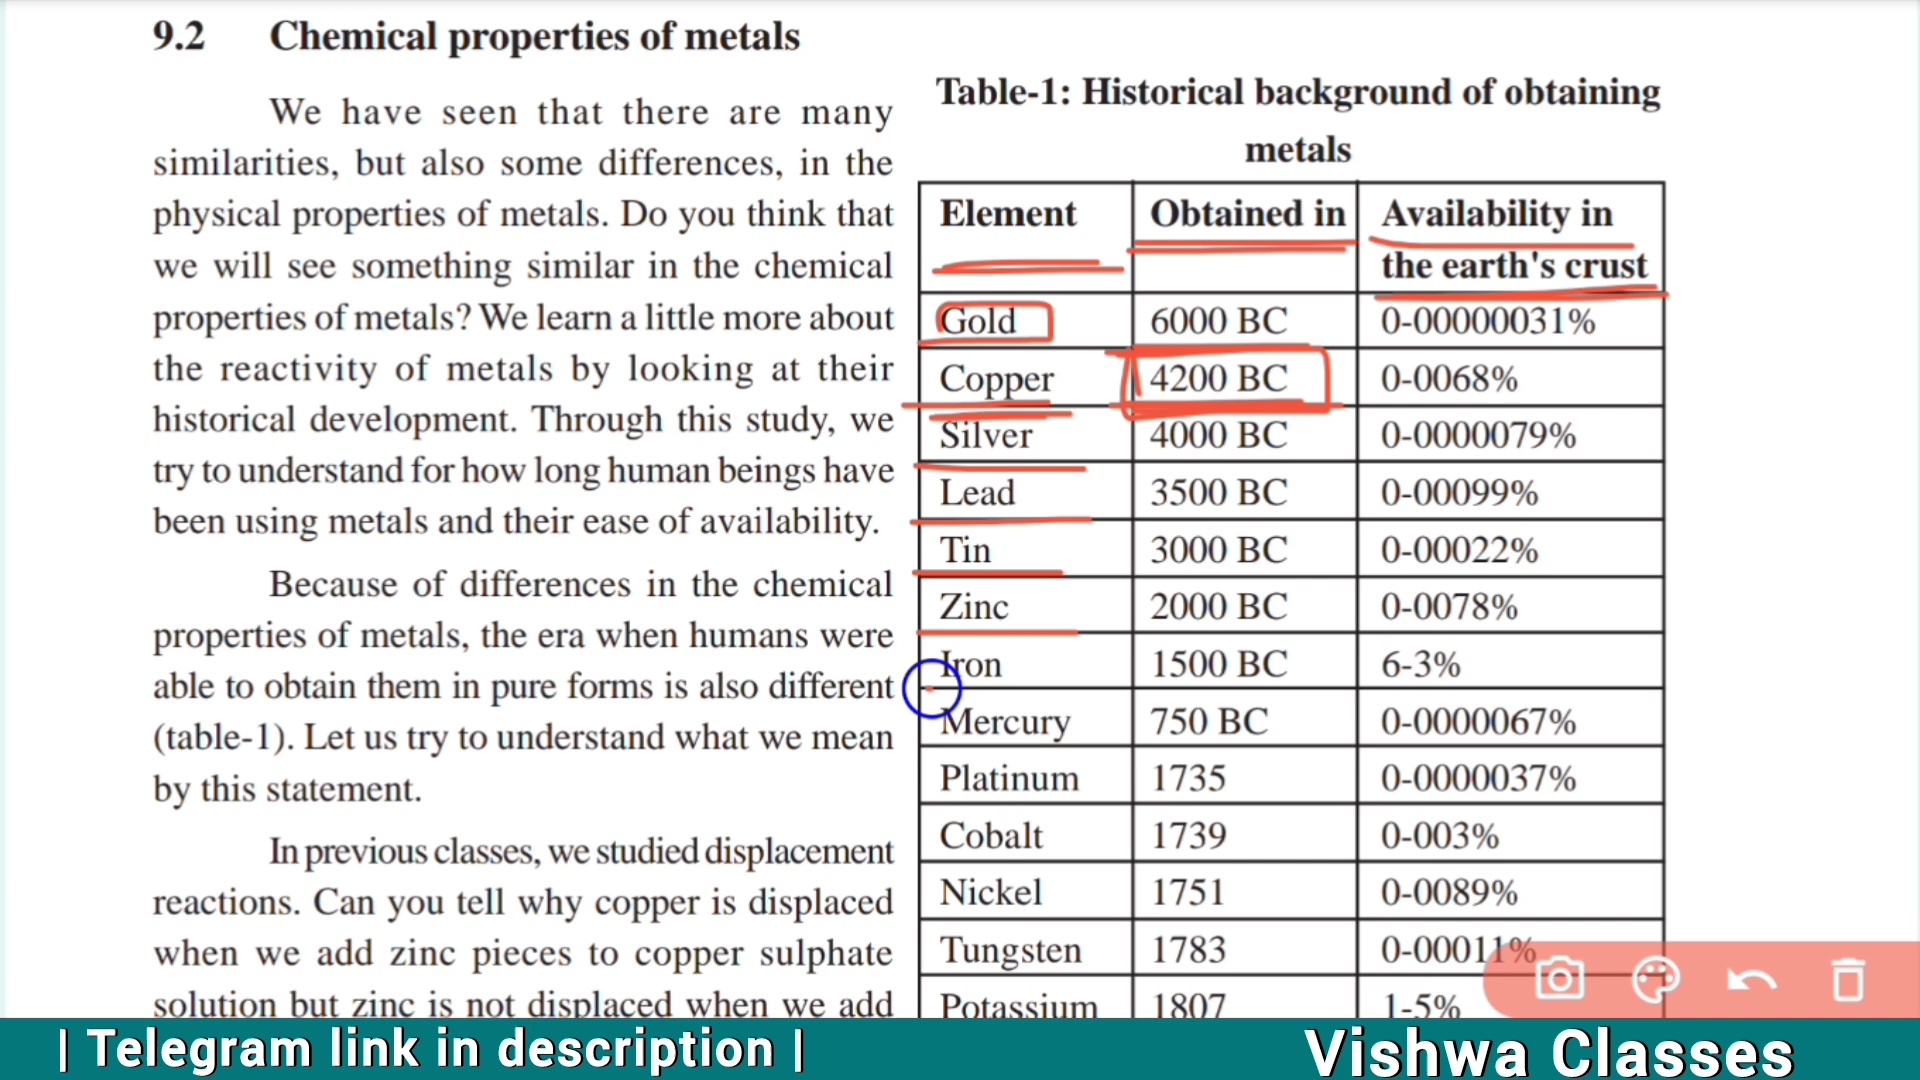 9.2 Chemical properties of metals
We have seen that there are many
similarities, but also some differences, in the
physical properties of metals. Do you think that
we will see something similar in the chemical
properties of metals? We learn a little more about
the reactivity of metals by looking at their
historical development. Through this study, we
try to understand for how long human beings have
been using metals and their ease of availability.
Because of differences in the chemical
properties of metals, the era when humans were
able to obtain them in pure forms is also different
(table-1). Let us try to understand what we mean
by this statement.
In previous classes, we studied displacement
reactions. Can you tell why copper is displaced
when we add zinc pieces to copper sulphate
solution but zinc is not displaced when we add
Table-1: Historical background of obtaining
metals
Element Obtained in Availability in
the earth's crust
Gold 6000 BC 0-00000031%
Copper 4200 BC 0-0068%
Silver 4000 BC 0-0000079%
Lead 3500 BC 0-00099%
Tin 3000 BC 0-00022%
Zinc 2000 BC 0-0078%
Iron 1500 BC 6-3%
Mercury 750 BC 0-0000067%
Platinum 1735 0-0000037%
Cobalt 1739 0-003%
Nickel 1751 0-0089%
Tungsten 1783 0-00011%
Potassium 1807 1-5%
| Telegram link in description |
Vishwa Classes